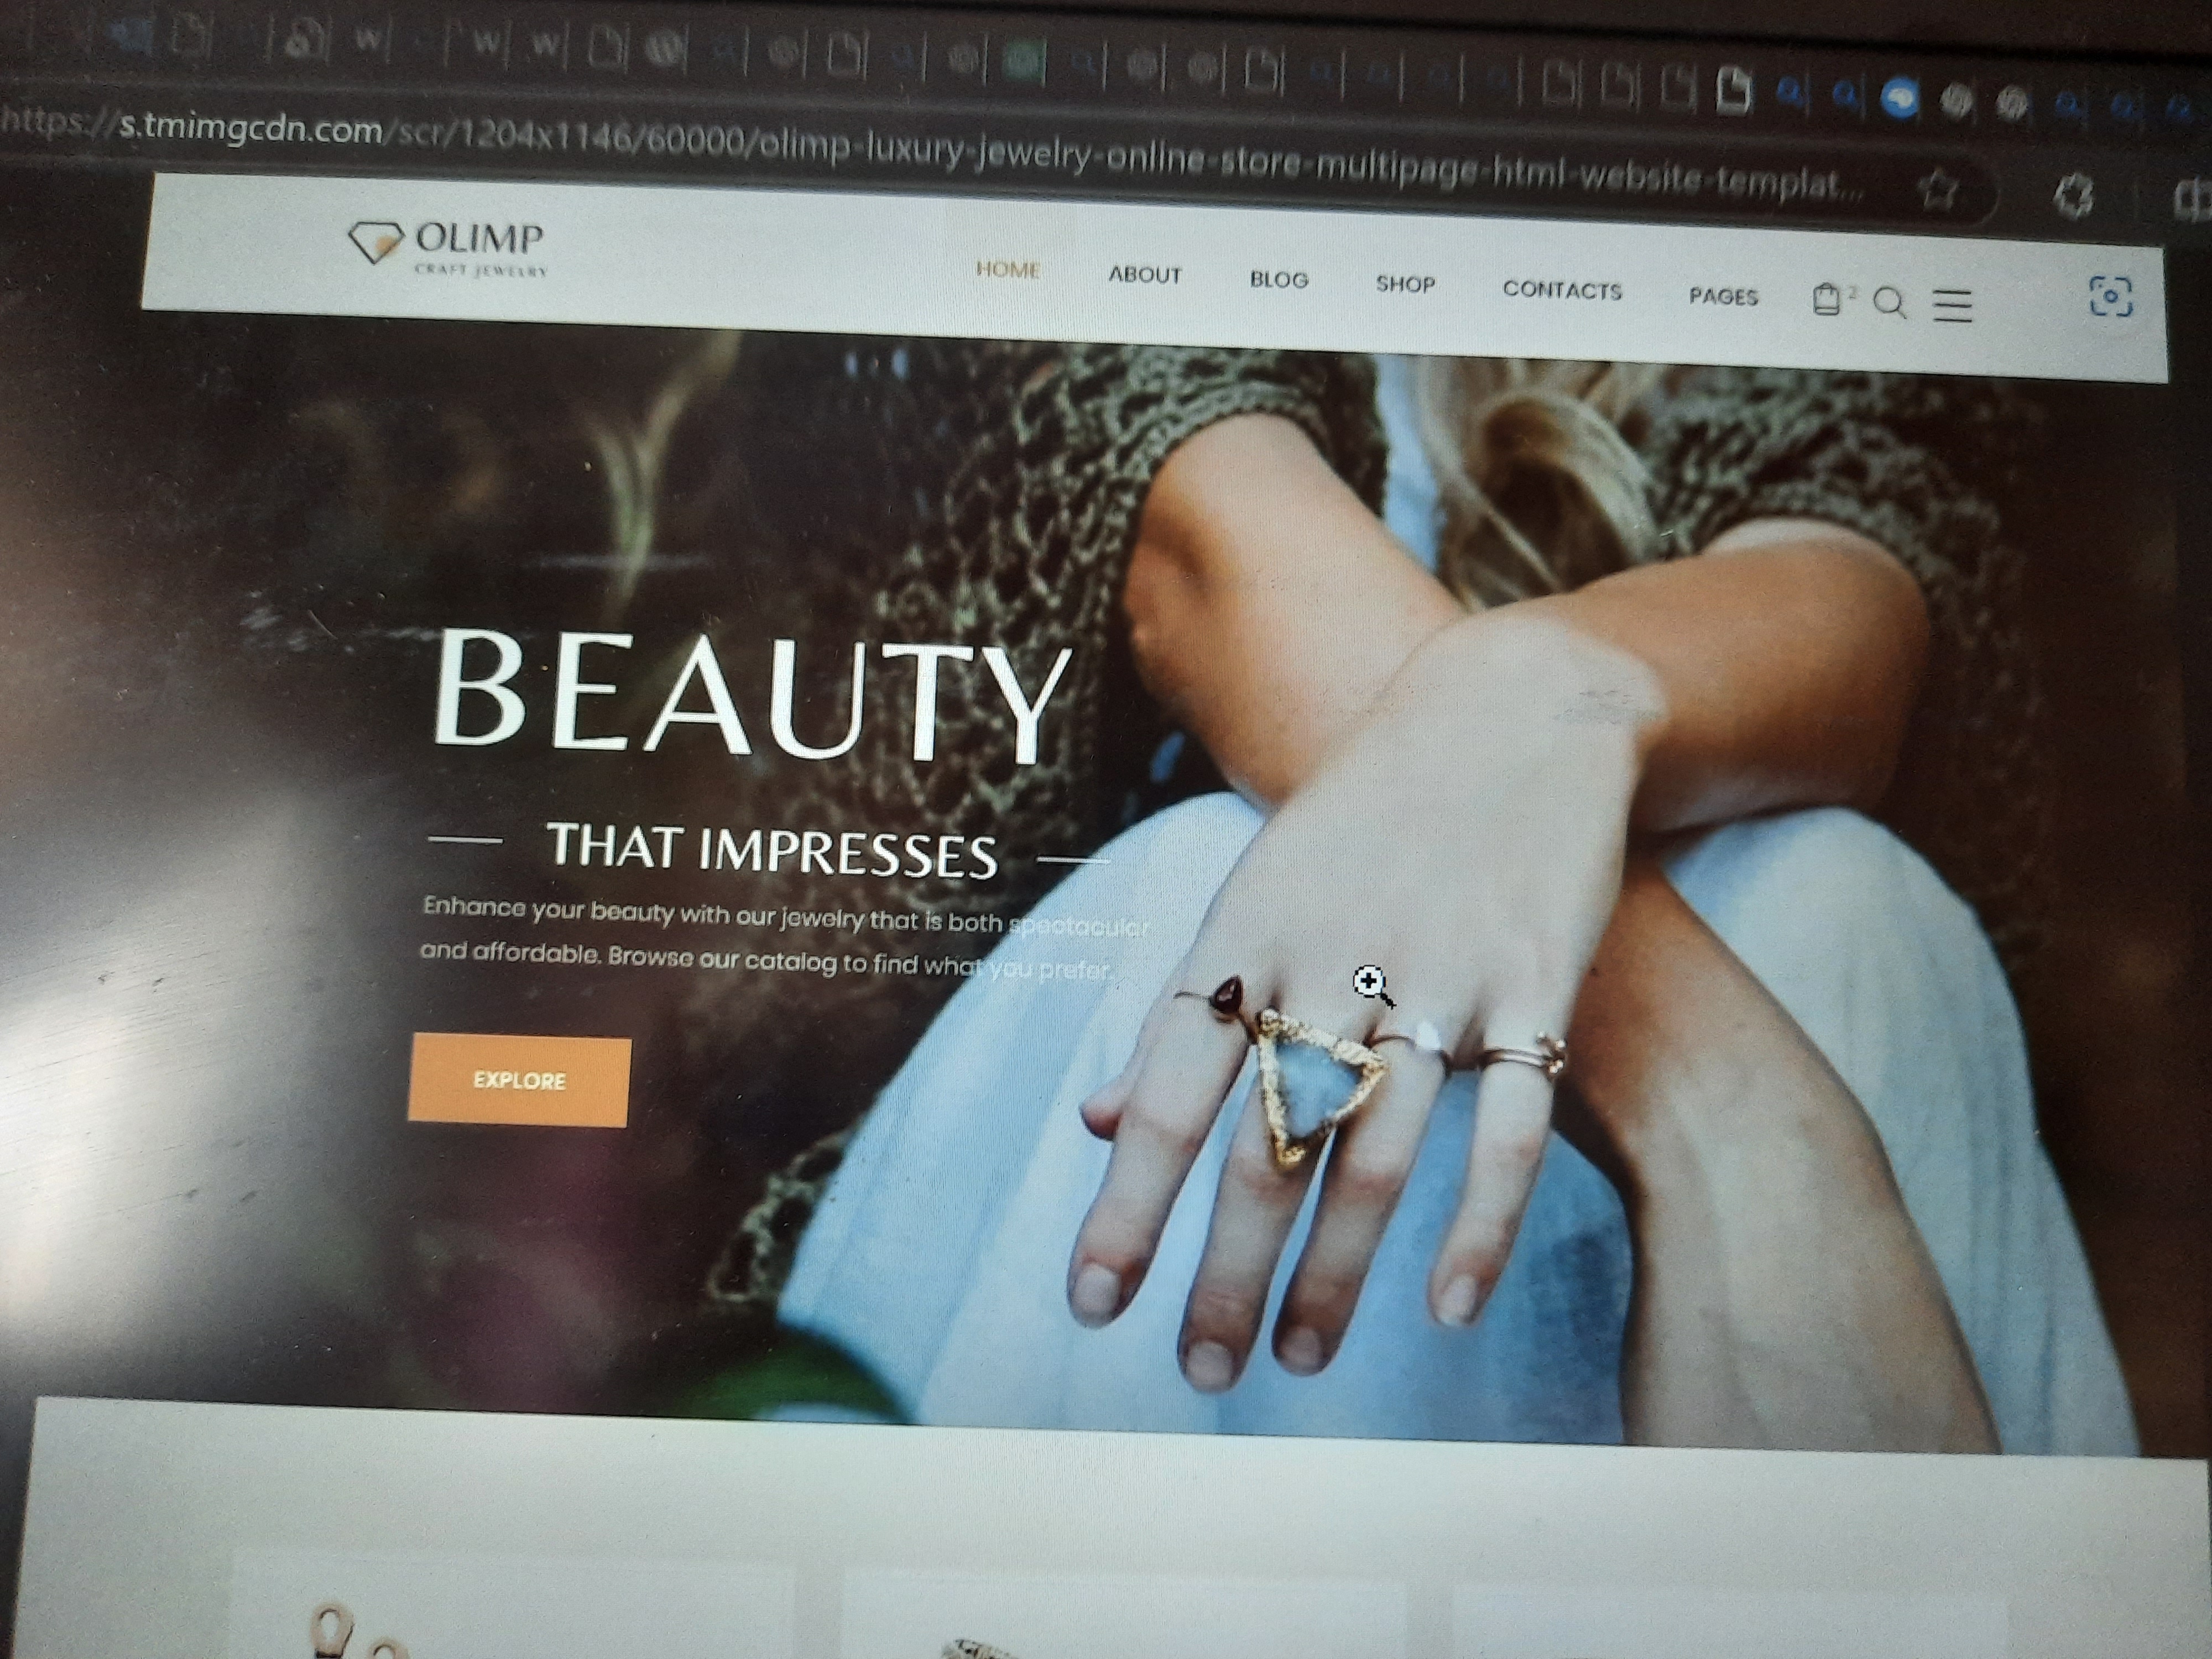 https://s.tmimgcdn.com/scr/1204x1146/60000/olimp-luxury-jewelry-online-store-multipage-html-website-templat...
OLIMP
CRAFT JEWELRY
HOME ABOUT BLOG SHOP CONTACTS PAGES 2
BEAUTY
THAT IMPRESSES
Enhance your beauty with our jewelry that is both spectacular
and affordable. Browse our catalog to find what you prefer.
EXPLORE